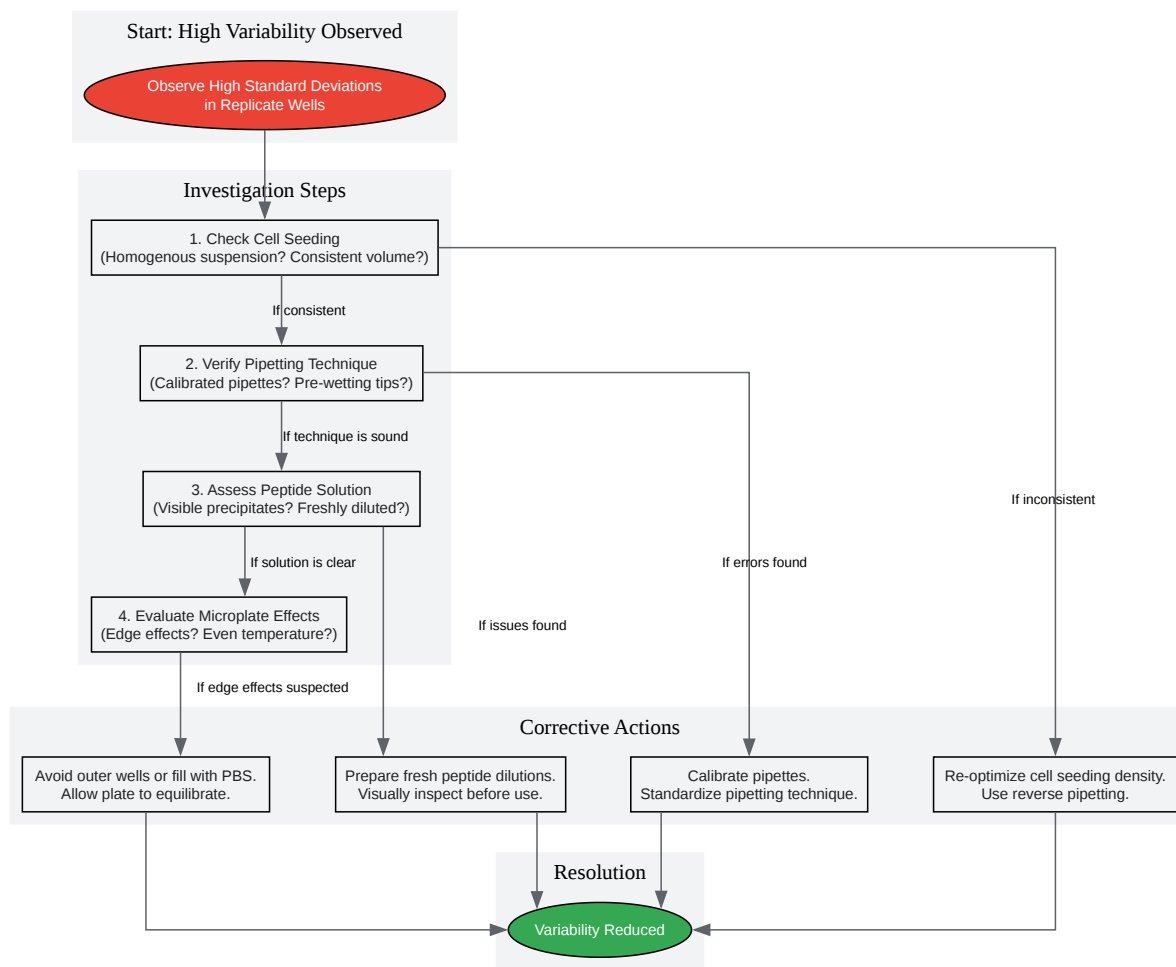 Start: High Variability Observed
Observe High Standard Deviations
in Replicate Wells
Investigation Steps
1. Check Cell Seeding
(Homogenous suspension? Consistent volume?)
If consistent
2. Verify Pipetting Technique
(Calibrated pipettes? Pre-wetting tips?)
If technique is sound
3. Assess Peptide Solution
(Visible precipitates? Freshly diluted?)
If inconsistent
If solution is clear
If errors found
4. Evaluate Microplate Effects
(Edge effects? Even temperature?)
If issues found
If edge effects suspected
Corrective Actions
Avoid outer wells or fill with PBS.
Allow plate to equilibrate.
Prepare fresh peptide dilutions.
Visually inspect before use.
Calibrate pipettes.
Standardize pipetting technique.
Re-optimize cell seeding density.
Use reverse pipetting.
Resolution
Variability Reduced